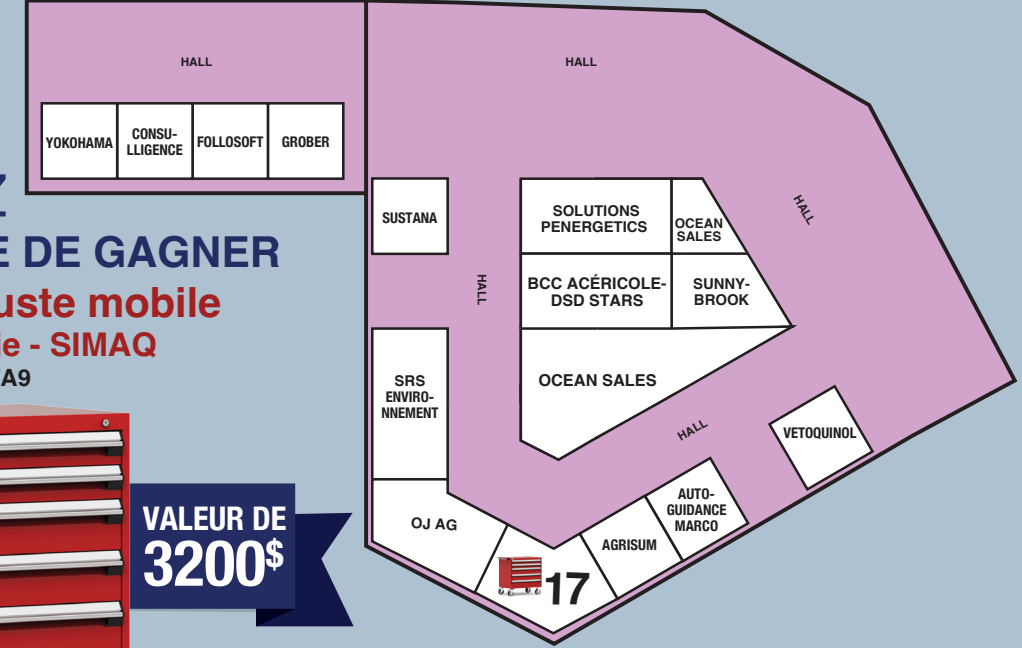 HALL
HALL
YOKOHAMA
CONSU-
LLIGENCE
FOLLOSOFT
GROBER
E DE GAGNER
uste mobile
ie - SIMAQ
A9
VALEUR DE
3200$
SUSTANA
HALL
SOLUTIONS
PENERGETICS
OCEAN
SALES
HALL
BCC ACÉRICOLE-
DSD STARS
SUNNY-
BROOK
SRS
ENVIRO-
NNEMENT
OCEAN SALES
HALL
VETOQUINOL
OJ AG
17
AGRISUM
AUTO-
GUIDANCE
MARCO